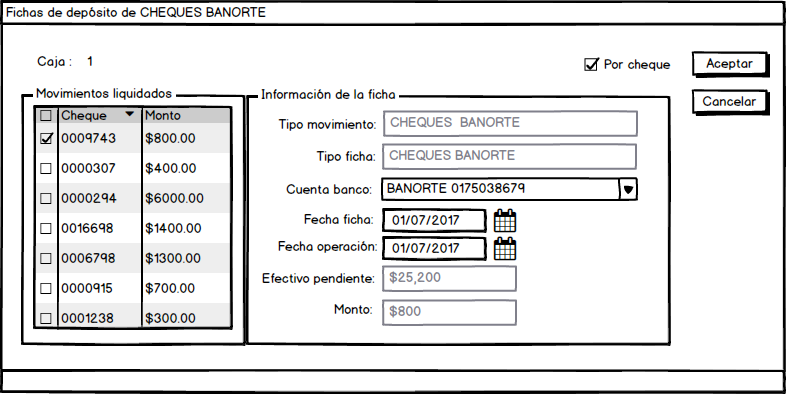 Fichas de depósito de CHEQUES BANORTE
Caja : 1
Por cheque
Aceptar
Cancelar
Movimientos liquidados
Cheque Monto
0009743 $800.00
0000307 $400.00
0000294 $6000.00
0016698 $1400.00
0006798 $1300.00
0000915 $700.00
0001238 $300.00
Información de la ficha
Tipo movimiento: CHEQUES BANORTE
Tipo ficha: CHEQUES BANORTE
Cuenta banco: BANORTE 0175038679
Fecha ficha: 01/07/2017
Fecha operación: 01/07/2017
Efectivo pendiente: $25,200
Monto: $800